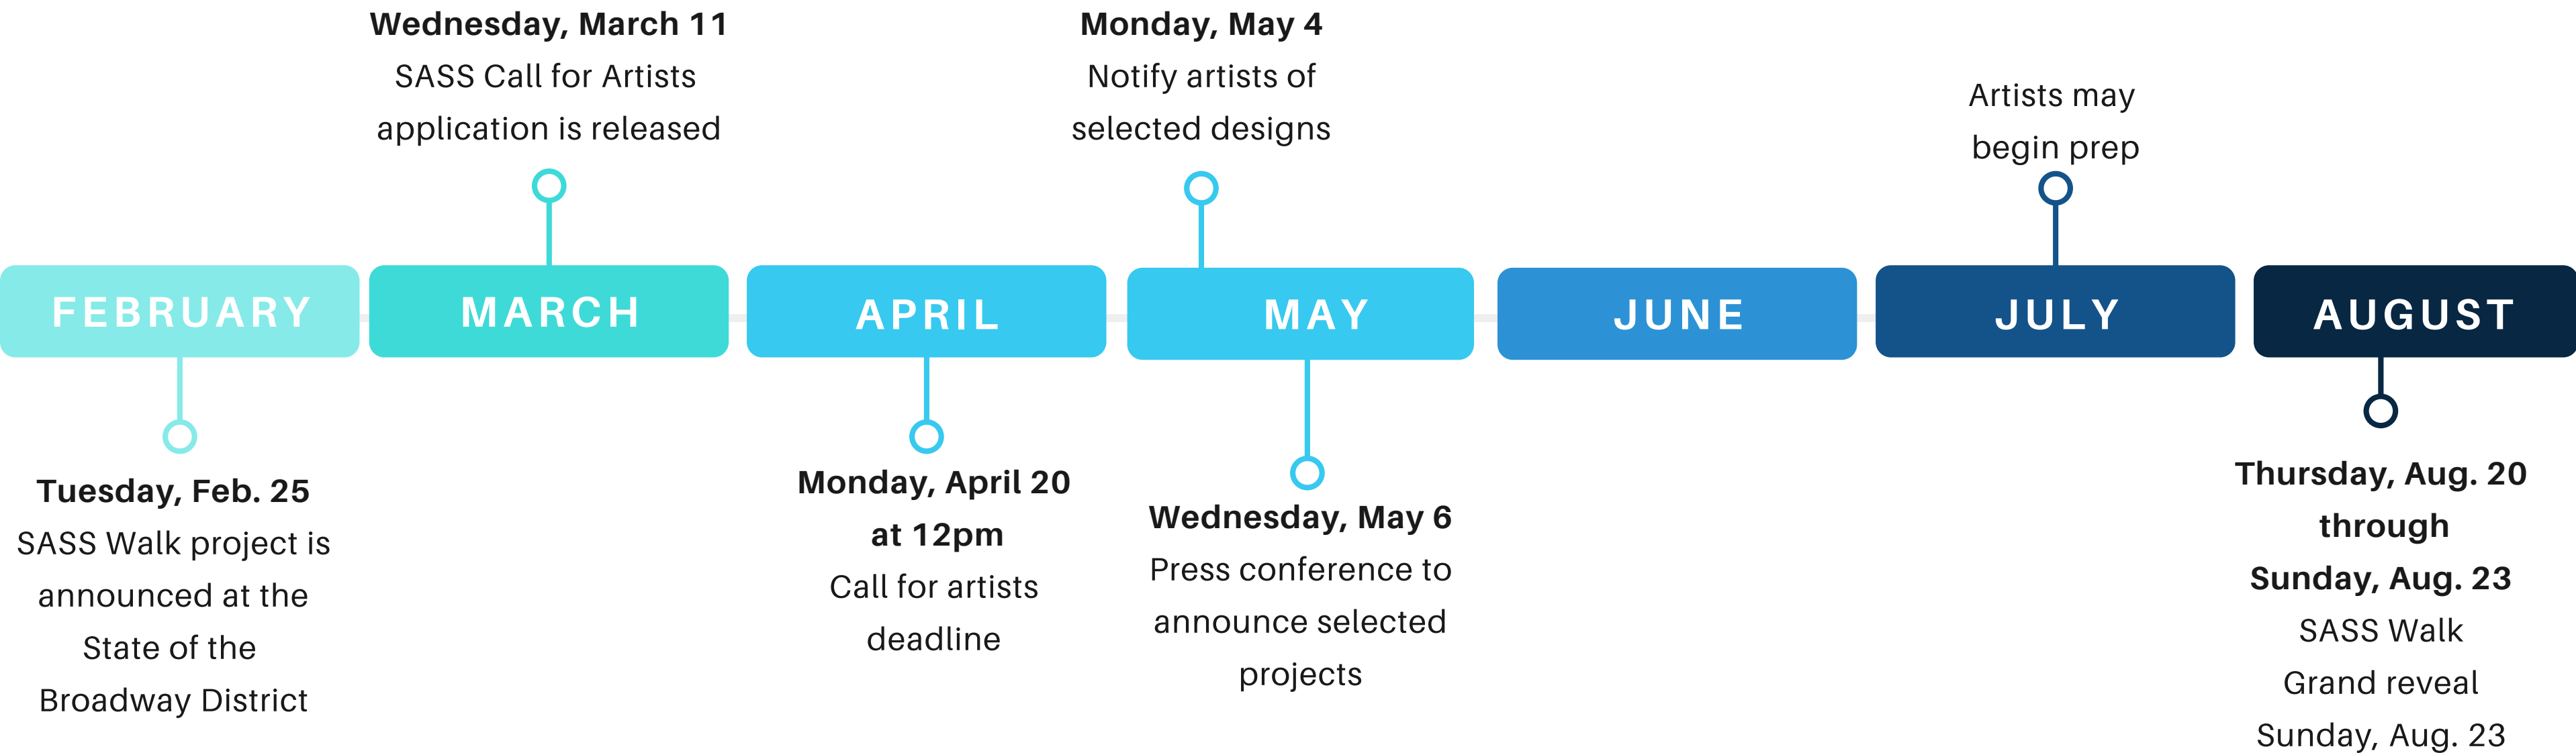 Wednesday, March 11
SASS Call for Artists
application is released
Monday, May 4
Notify artists of
selected designs
Artists may
begin prep
FEBRUARY
MARCH
APRIL
MAY
JUNE
JULY
AUGUST
Tuesday, Feb. 25
SASS Walk project is
announced at the
State of the
Broadway District
Monday, April 20
at 12pm
Call for artists
deadline
Wednesday, May 6
Press conference to
announce selected
projects
Thursday, Aug. 20
through
Sunday, Aug. 23
SASS Walk
Grand reveal
Sunday, Aug. 23